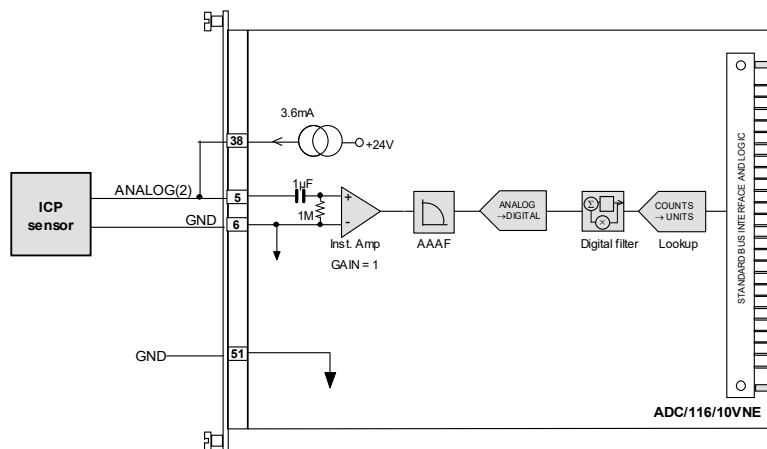 3.6mA
+24V
38
ANALOG(2)
5
1µF
+
1M
-
ICP
sensor
GND
6
Inst. Amp
GAIN = 1
AAAF
ANALOG
→DIGITAL
Σ
×
Digital filter
COUNTS
→ UNITS
Lookup
STANDARD BUS INTERFACE AND LOGIC
GND
51
ADC/116/10VNE